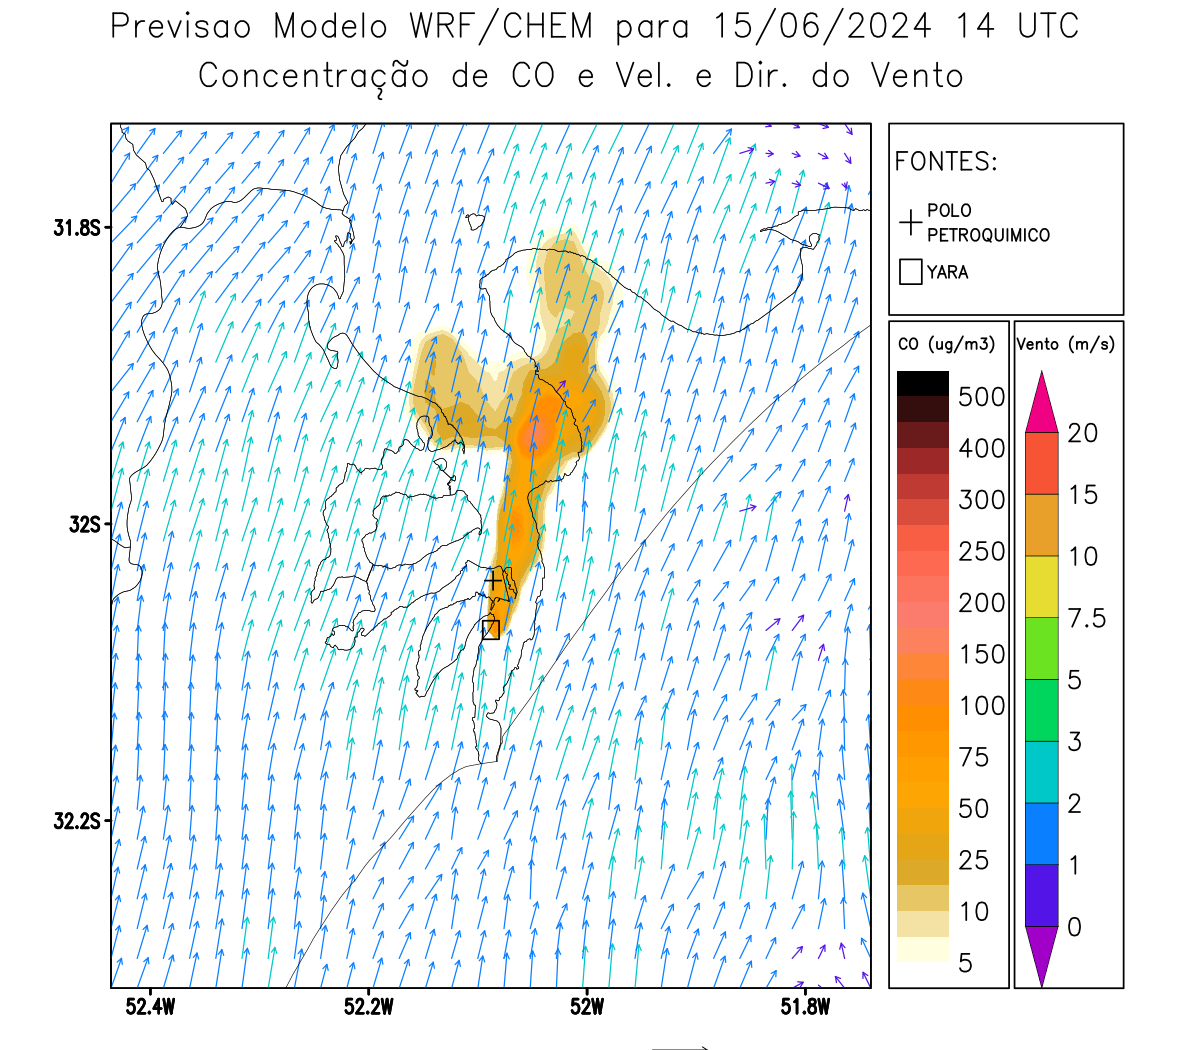 Previsao Modelo WRF/CHEM para 15/06/2024 14 UTC
Concentração de CO e Vel. e Dir. do Vento
FONTES:
POLO
PETROQUIMICO
YARA
31.8S
32S
32.2S
52.4W
52.2W
52W
51.8W
CO (ug/m3)
500
400
300
250
200
150
100
75
50
25
10
5
Vento (m/s)
20
15
10
7.5
5
3
2
1
0